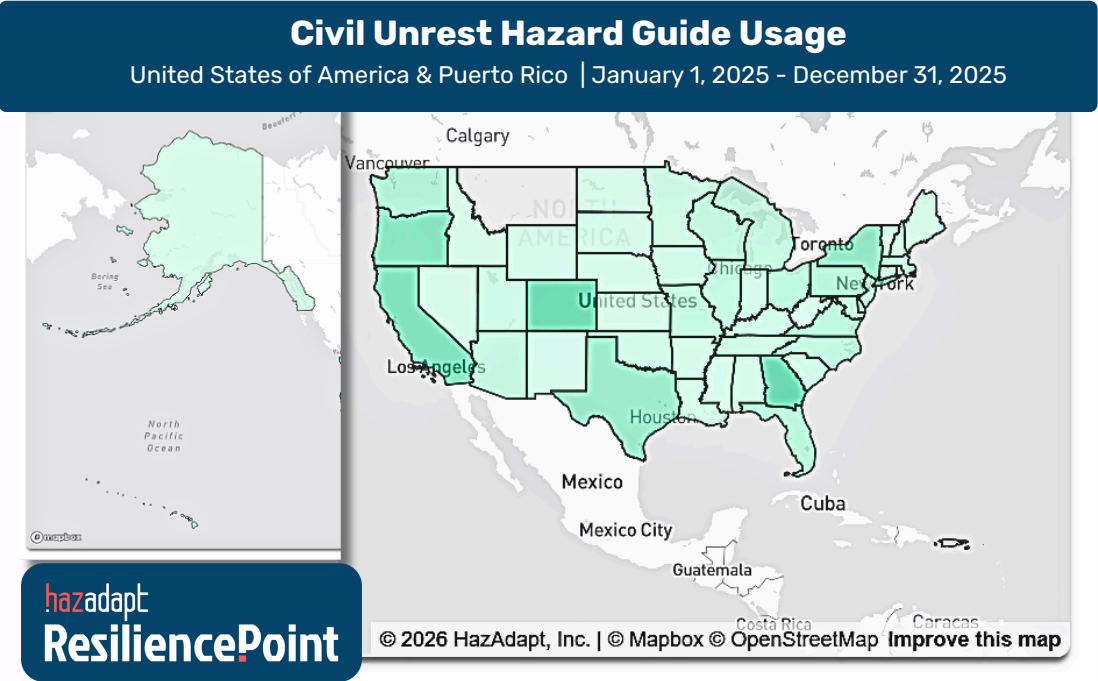 Civil Unrest Hazard Guide Usage
United States of America & Puerto Rico | January 1, 2025 - December 31, 2025
Beaufort
Calgary
Vancouver
NORTH
AMERICA
Toronto
Chicago
New York
Bering
Sea
United States
Los Angeles
Houston
North
Pacific
Ocean
Mexico
Cuba
Mexico City
mapbox
Guatemala
Costa Rica
Caracas
hazadapt
ResiliencePoint
© 2026 HazAdapt, Inc. | © Mapbox © OpenStreetMap Improve this map